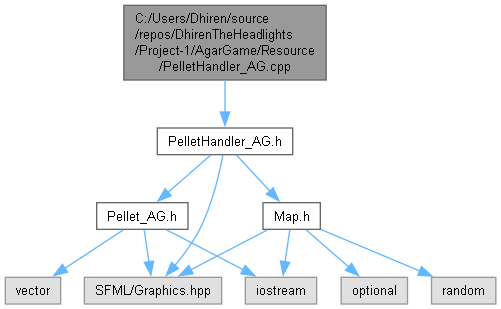 C:/Users/Dhiren/source
/repos/DhirenTheHeadlights
/Project-1/AgarGame/Resource
/PelletHandler_AG.cpp
PelletHandler_AG.h
Pellet_AG.h
Map.h
vector
SFML/Graphics.hpp
iostream
optional
random